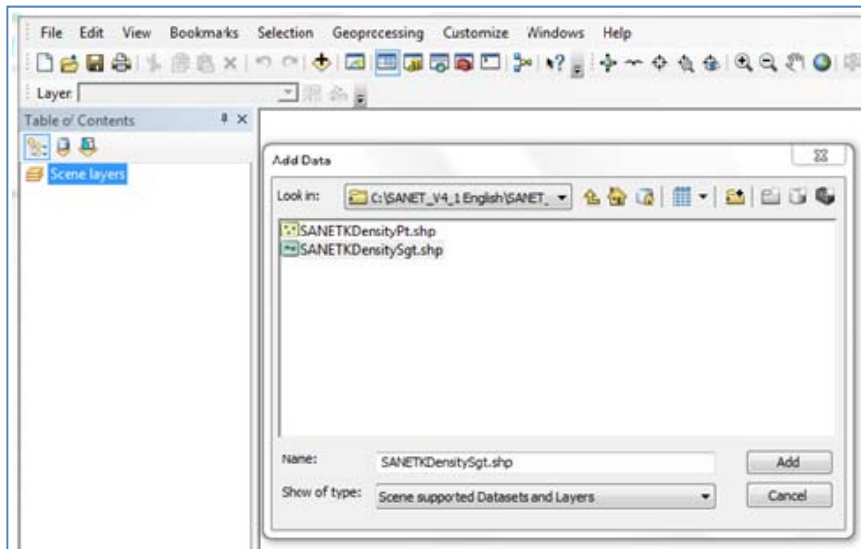 File Edit View Bookmarks Selection Geoprocessing Customize Windows Help
Layer
Table of Contents
Scene layers
Add Data
Look in: C:\SANET_V4_1 English\SANET_
SANETKDensityPt.shp
SANETKDensitySgt.shp
Name: SANETKDensitySgt.shp
Add
Show of type: Scene supported Datasets and Layers
Cancel